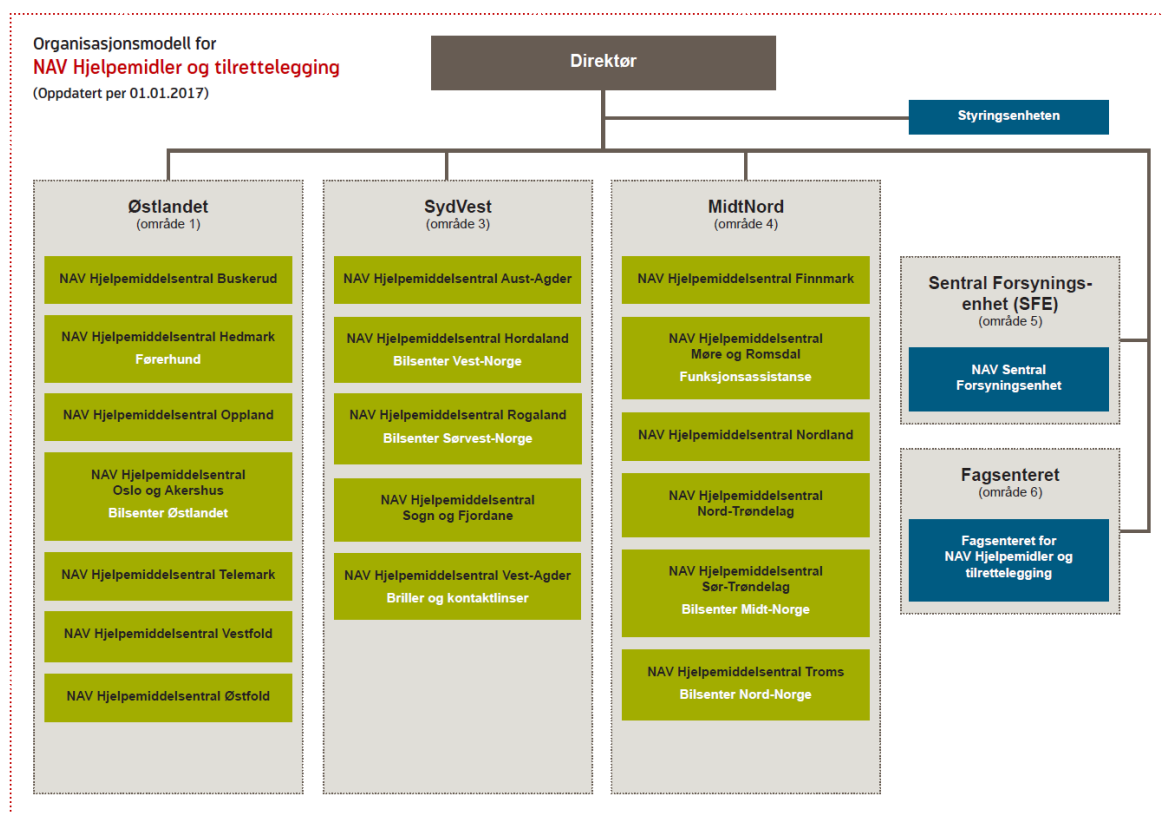 Organisasjonsmodell for
NAV Hjelpemidler og tilrettelegging
(Oppdatert per 01.01.2017)
Direktør
Styringsenheten
Østlandet
(område 1)
NAV Hjelpemiddelsentral Buskerud
NAV Hjelpemiddelsentral Hedmark
Førerhund
NAV Hjelpemiddelsentral Oppland
NAV Hjelpemiddelsentral
Oslo og Akershus
Bilsenter Østlandet
NAV Hjelpemiddelsentral Telemark
NAV Hjelpemiddelsentral Vestfold
NAV Hjelpemiddelsentral Østfold
SydVest
(område 3)
NAV Hjelpemiddelsentral Aust-Agder
NAV Hjelpemiddelsentral Hordaland
Bilsenter Vest-Norge
NAV Hjelpemiddelsentral Rogaland
Bilsenter Sørvest-Norge
NAV Hjelpemiddelsentral
Sogn og Fjordane
NAV Hjelpemiddelsentral Vest-Agder
Briller og kontaktlinser
MidtNord
(område 4)
NAV Hjelpemiddelsentral Finnmark
NAV Hjelpemiddelsentral
Møre og Romsdal
Funksjonsassistanse
NAV Hjelpemiddelsentral Nordland
NAV Hjelpemiddelsentral
Nord-Trøndelag
NAV Hjelpemiddelsentral
Sør-Trøndelag
Bilsenter Midt-Norge
NAV Hjelpemiddelsentral Troms
Bilsenter Nord-Norge
Sentral Forsynings-
enhet (SFE)
(område 5)
NAV Sentral
Forsyningsenhet
Fagsenteret
(område 6)
Fagsenteret for
NAV Hjelpemidler og
tilrettelegging